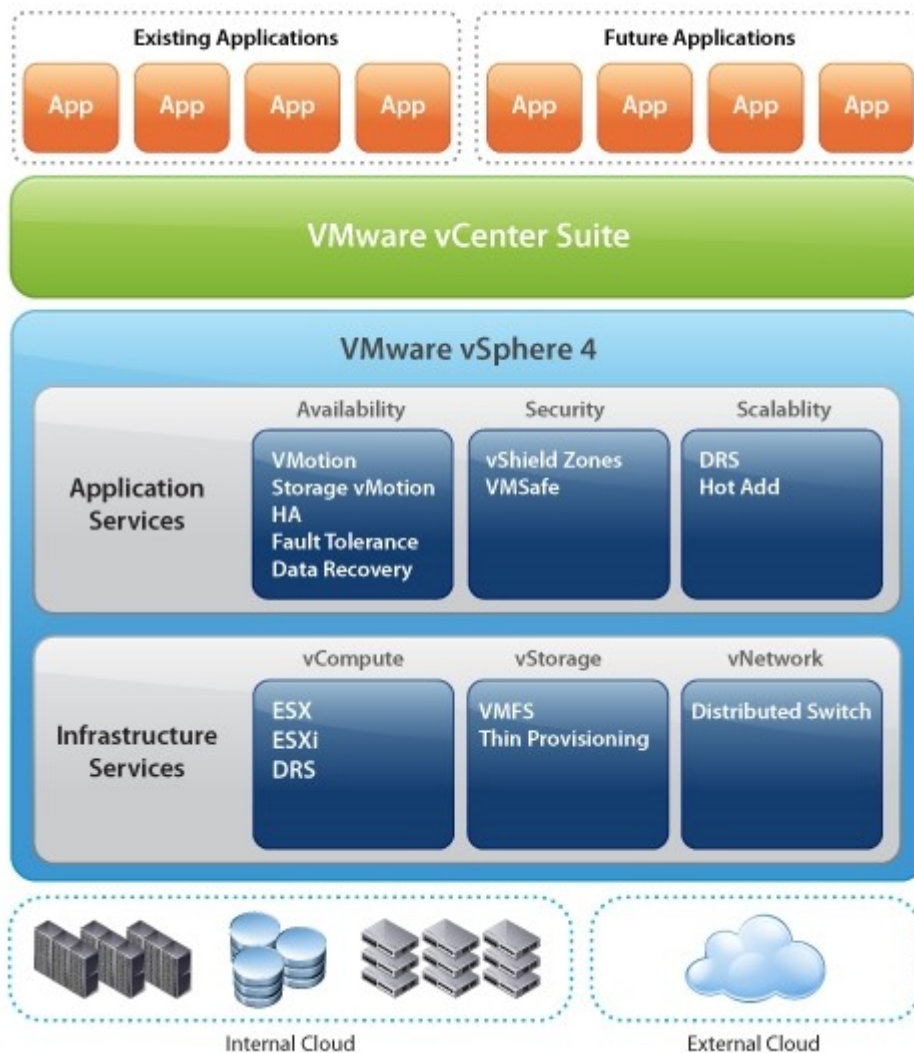 Existing Applications
Future Applications
App
App
App
App
App
App
App
App
VMware vCenter Suite
VMware vSphere 4
Availability
Security
Scalablity
Application
Services
VMotion
Storage vMotion
HA
Fault Tolerance
Data Recovery
vShield Zones
VMSafe
DRS
Hot Add
vCompute
vStorage
vNetwork
Infrastructure
Services
ESX
ESXi
DRS
VMFS
Thin Provisioning
Distributed Switch
Internal Cloud
External Cloud